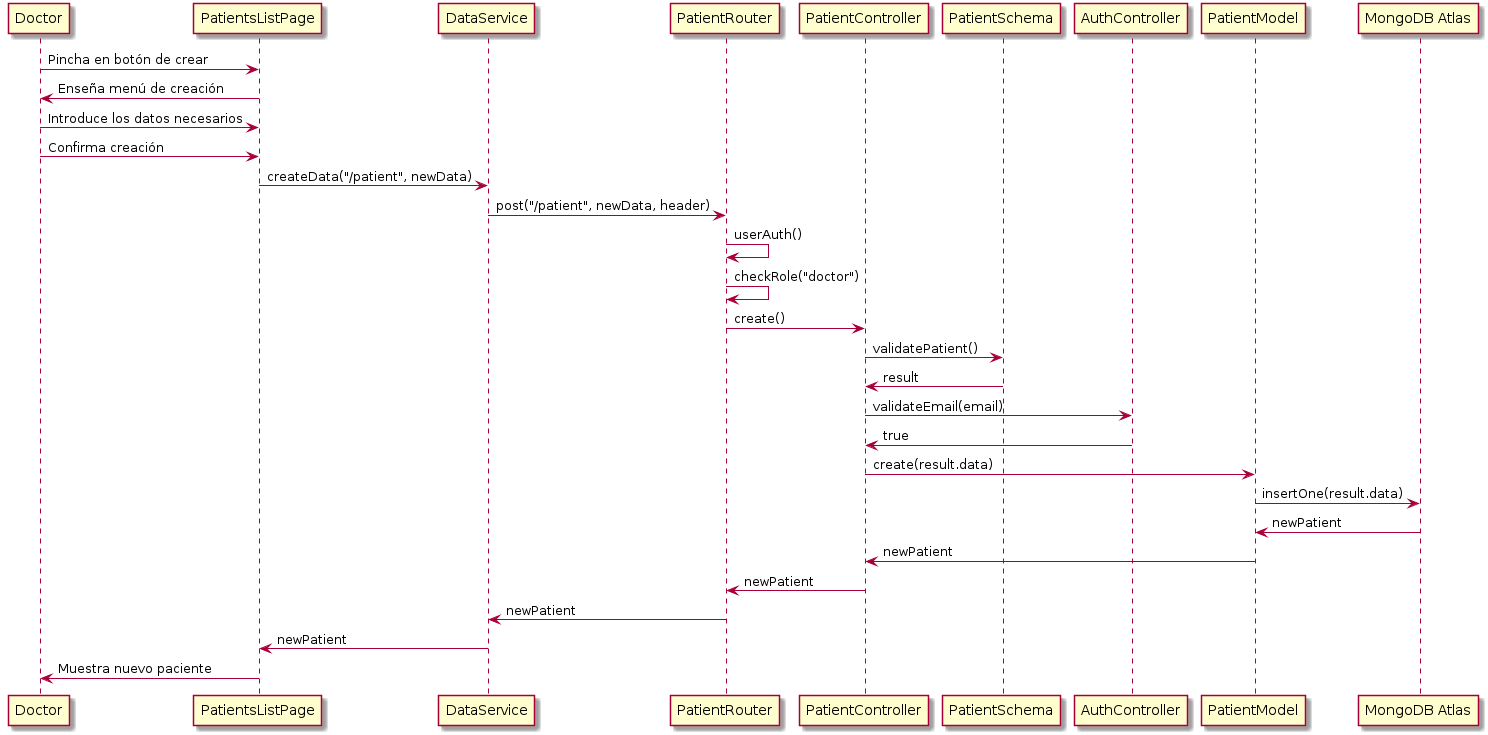 Doctor PatientsListPage DataService PatientRouter PatientController PatientSchema AuthController PatientModel MongoDB Atlas
Pincha en botón de crear
Enseña menú de creación
Introduce los datos necesarios
Confirma creación
createData("/patient", newData)
post("/patient", newData, header)
userAuth()
checkRole("doctor")
create()
validatePatient()
result
validateEmail(email)
true
create(result.data)
insertOne(result.data)
newPatient
newPatient
newPatient
newPatient
newPatient
Muestra nuevo paciente
Doctor PatientsListPage DataService PatientRouter PatientController PatientSchema AuthController PatientModel MongoDB Atlas